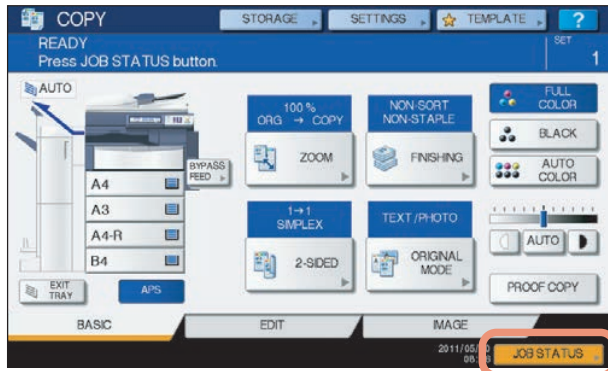 COPY
STORAGE
SETTINGS
TEMPLATE
?
READY
SET
Press JOB STATUS button.
1
AUTO
BYPASS
FEED
A4
A3
A4-R
B4
EXIT
TRAY
APS
100 %
ORG → COPY
ZOOM
NON-SORT
NON-STAPLE
FINISHING
1→1
SIMPLEX
2-SIDED
TEXT/PHOTO
ORIGINAL
MODE
FULL
COLOR
BLACK
AUTO
COLOR
AUTO
PROOF COPY
BASIC
EDIT
IMAGE
2011/05/
JOB STATUS